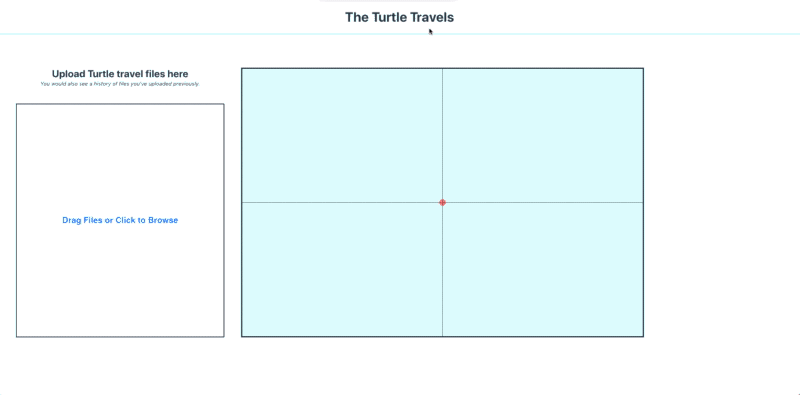 The Turtle Travels
Upload Turtle travel files here
You would also see a history of files you've uploaded previously.
Drag Files or Click to Browse